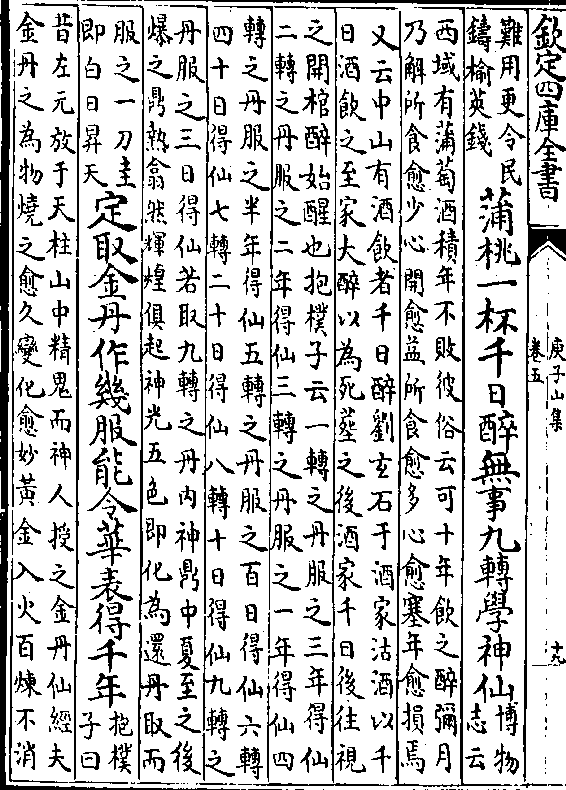 欽定四庫全書
庾子山集
卷五
十九
難用更令民
鑄榆莢錢
蒲桃一杯千日醉無事九轉學神仙
博物
志云
西域有蒲萄酒積年不敗彼俗云可十年飲之醉彌月
乃解所食愈少心開愈益所食愈多心愈塞年愈損焉
又云中山有酒飲者千日醉劉玄石于酒家沽酒以千
日酒飲之至家大醉以為死塟之後酒家千日後往視
之開棺醉始醒也抱樸子云一轉之丹服之三年得仙
二轉之丹服之二年得仙三轉之丹服之一年得仙四
轉之丹服之半年得仙五轉之丹服之百日得仙六轉
四十日得仙七轉二十日得仙八轉十日得仙九轉之
丹服之三日得仙若取九轉之丹内神鼎中夏至之後
爆之鼎熱翕然輝煌俱起神光五色即化為還丹取而
服之一刀圭
即白日昇天
定取金丹作幾服能令華表得千年
抱樸
子曰
昔左元放于天柱山中精思而神人授之金丹仙經夫
金丹之為物燒之愈久變化愈妙黄金入火百煉不消